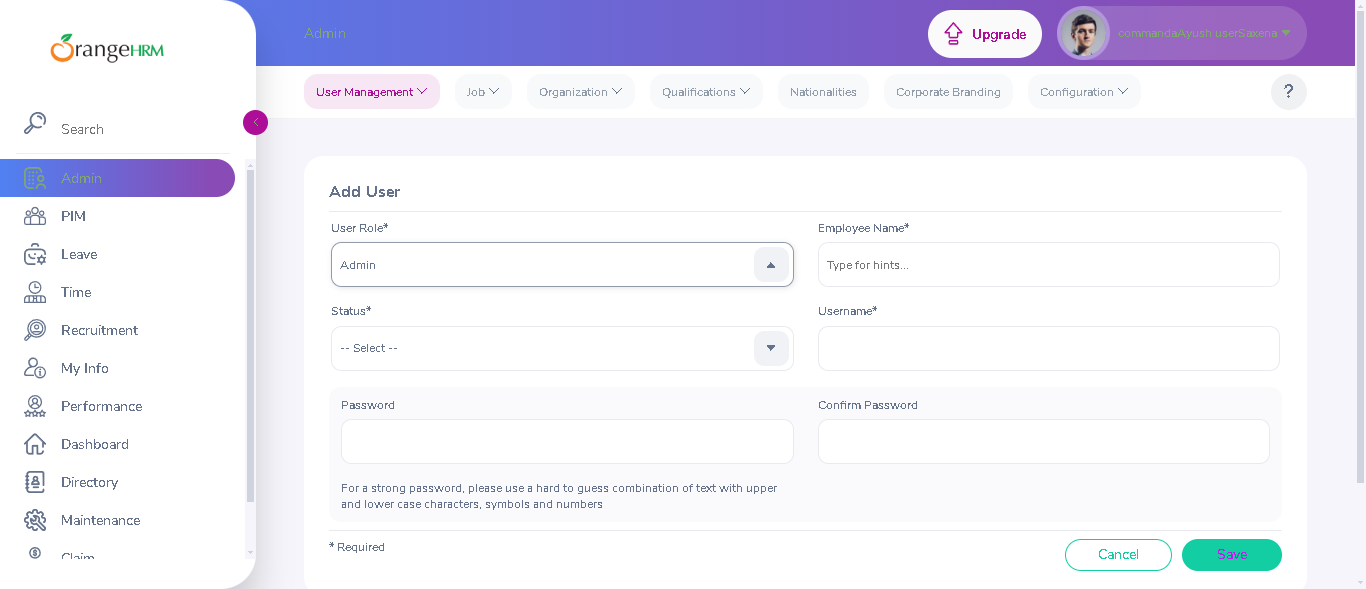 OrangeHRM
Search
Admin
PIM
Leave
Time
Recruitment
My Info
Performance
Dashboard
Directory
Maintenance
Claim
Admin
Upgrade
commandaAyush userSaxena
User Management
Job
Organization
Qualifications
Nationalities
Corporate Branding
Configuration
?
Add User
User Role*
Admin
Employee Name*
Type for hints...
Status*
-- Select --
Username*
Password
Confirm Password
For a strong password, please use a hard to guess combination of text with upper
and lower case characters, symbols and numbers
* Required
Cancel
Save